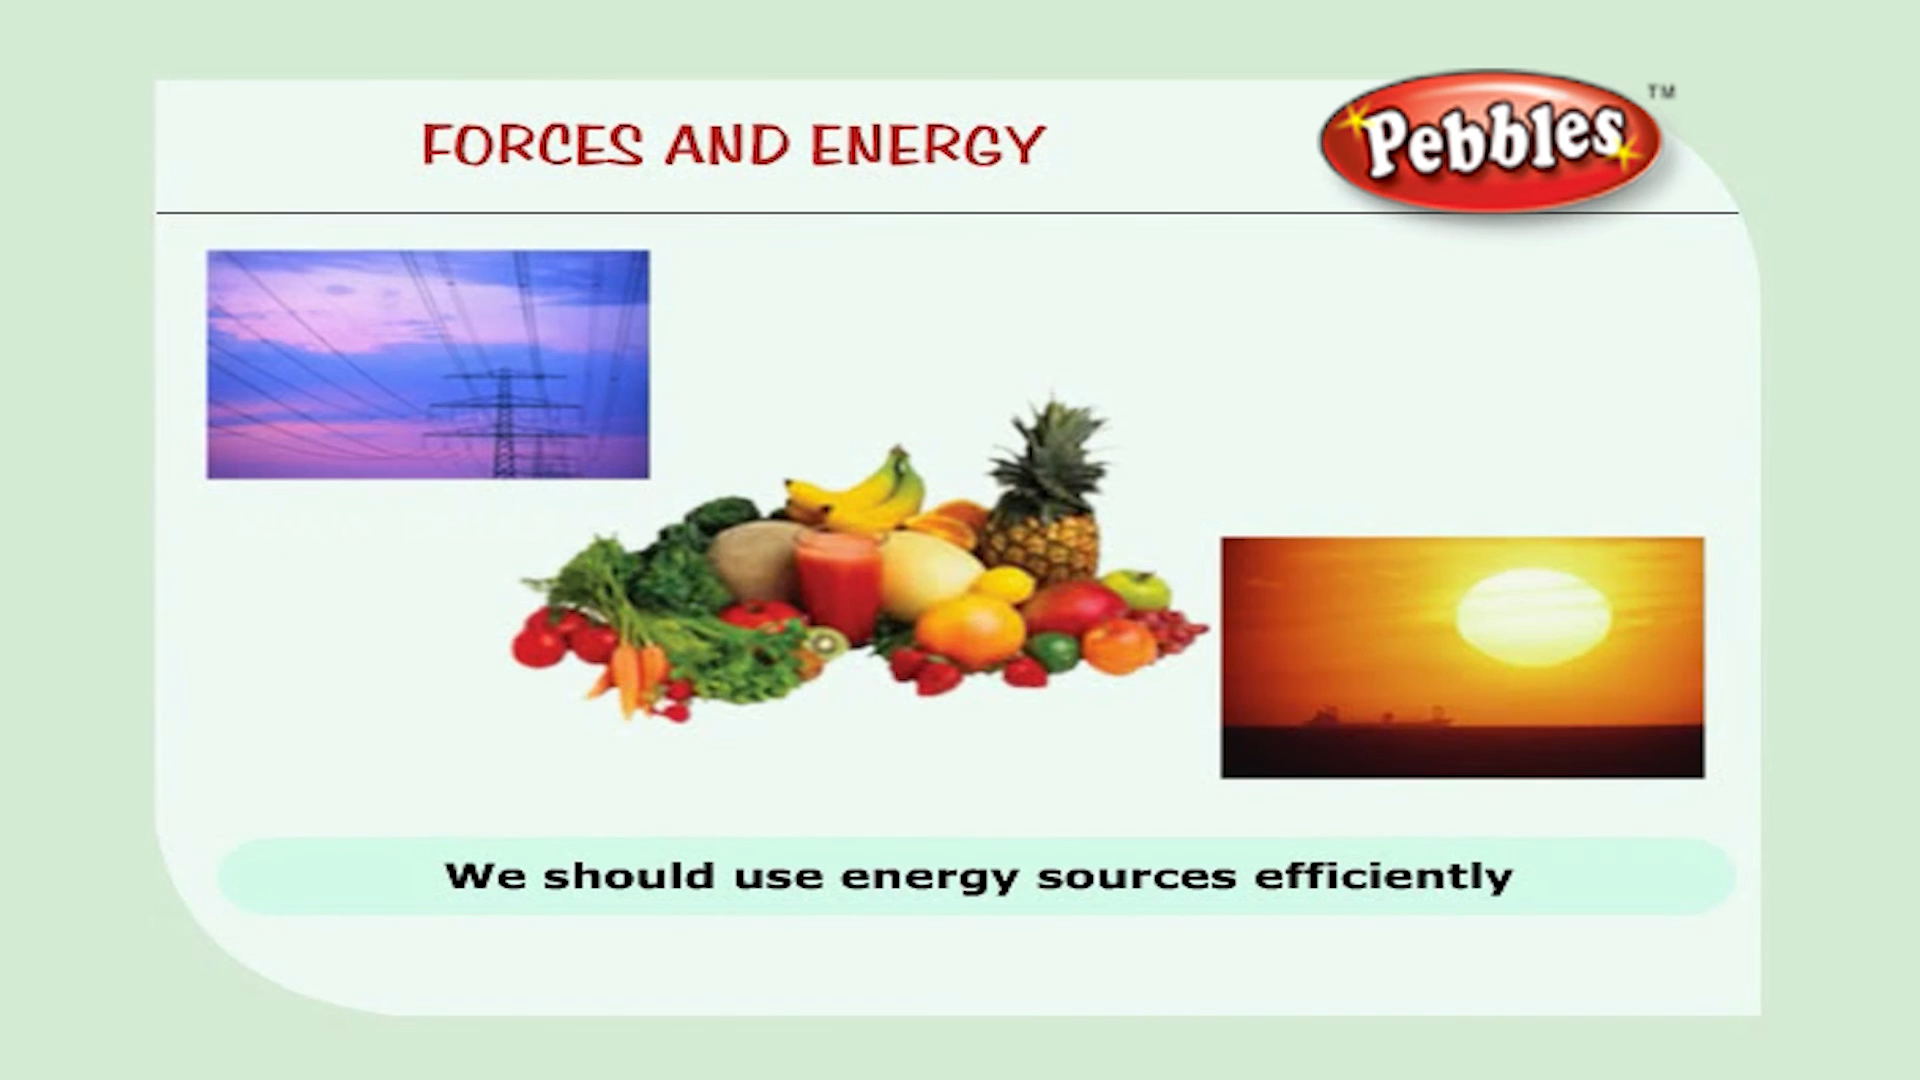 FORCES AND ENERGY
Pebbles TM
We should use energy sources efficiently